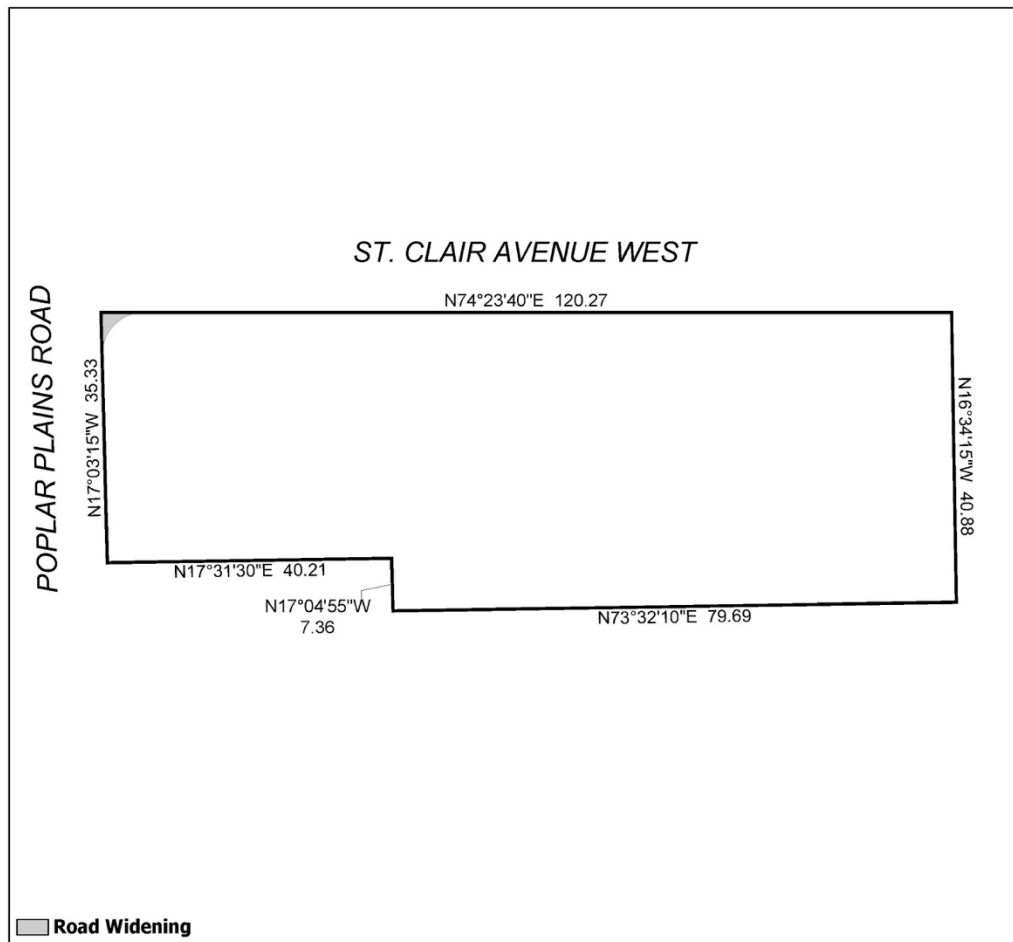 ST. CLAIR AVENUE WEST
N74°23'40"E 120.27
POPLAR PLAINS ROAD
N17°03'15"W 35.33
N16°34'15"W 40.88
N17°31'30"E 40.21
N17°04'55"W
7.36
N73°32'10"E 79.69
Road Widening